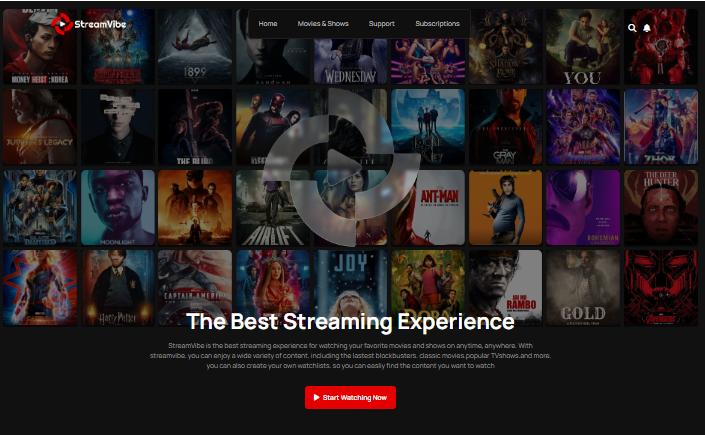 StreamVibe
Home Movies & Shows Support Subscriptions
MONEY HEIST: KOREA
1899
WEDNESDAY
YOU
JUPITER'S LEGACY
THE GRAY MAN
THOR
MOONLIGHT
AIRLIFT
ANT-MAN
BOHEMIAN
THE DEER HUNTER
Harry Potter
CAPTAIN AMERICA
JOY
DORA
RAMBO
GOLD
The Best Streaming Experience
StreamVibe is the best streaming experience for watching your favorite movies and shows on anytime, anywhere. With
streamvibe, you can enjoy a wide variety of content, including the lastest blockbusters, classic movies,popular TVshows,and more.
you can also create your own watchlists, so you can easliy find the content you want to watch
Start Watching Now